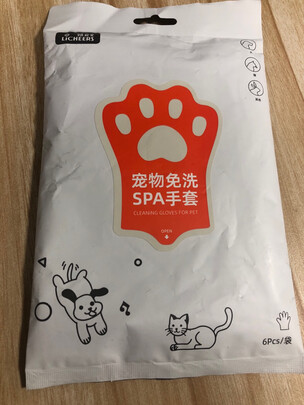 LICHEERS
宠物免洗
SPA手套
CLEANING GLOVES FOR PET
OPEN
6Pcs/袋